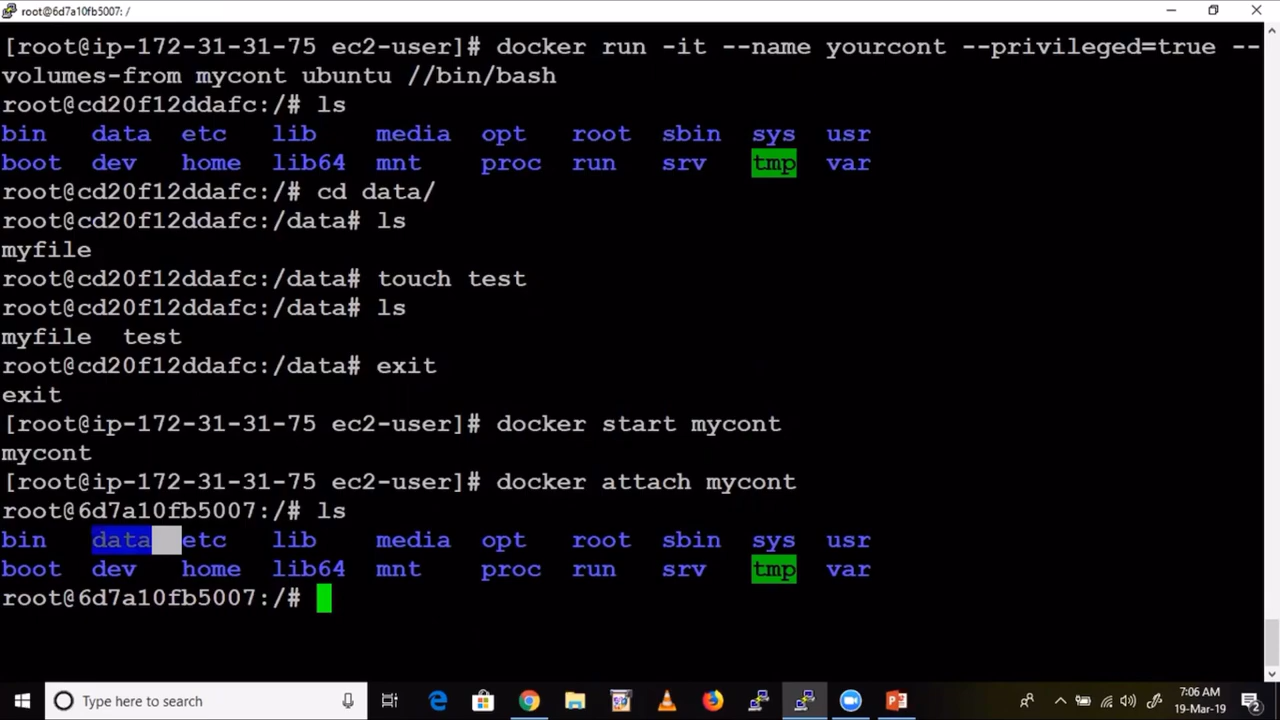 root@6d7a10fb5007: /
[root@ip-172-31-31-75 ec2-user]# docker run -it --name yourcont --privileged=true --
volumes-from mycont ubuntu //bin/bash
root@cd20f12ddafc:/# ls
bin data etc lib media opt root sbin sys usr
boot dev home lib64 mnt proc run srv tmp var
root@cd20f12ddafc:/# cd data/
root@cd20f12ddafc:/data# ls
myfile
root@cd20f12ddafc:/data# touch test
root@cd20f12ddafc:/data# ls
myfile test
root@cd20f12ddafc:/data# exit
exit
[root@ip-172-31-31-75 ec2-user]# docker start mycont
mycont
[root@ip-172-31-31-75 ec2-user]# docker attach mycont
root@6d7a10fb5007:/# ls
bin data etc lib media opt root sbin sys usr
boot dev home lib64 mnt proc run srv tmp var
root@6d7a10fb5007:/#
Type here to search
7:06 AM
19-Mar-19
2